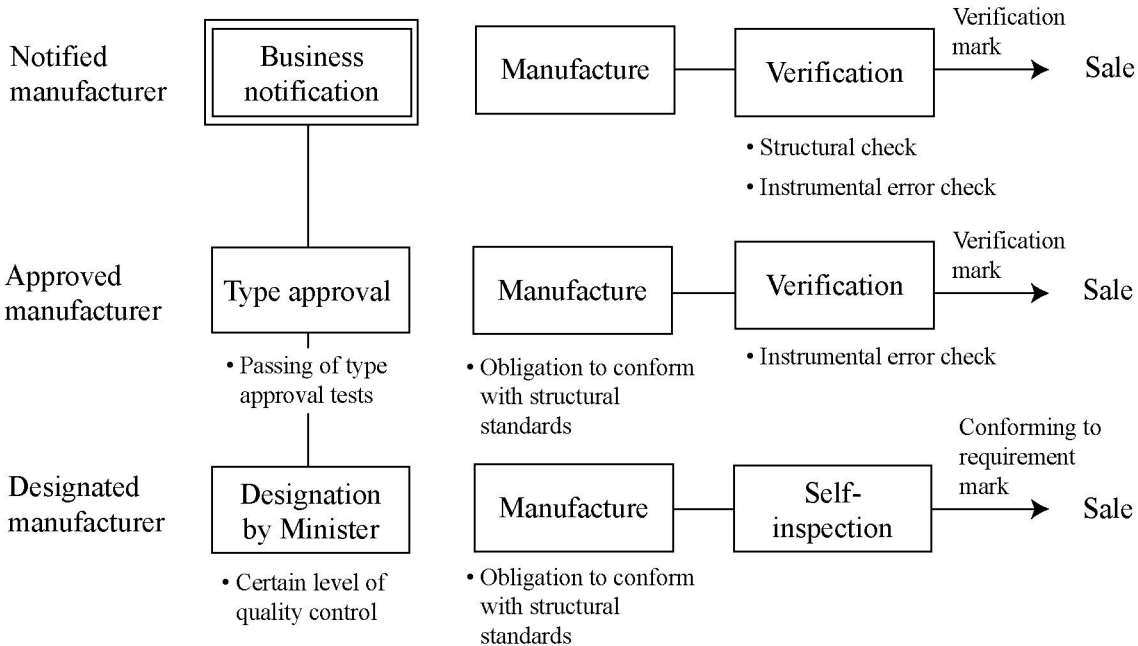 Notified
manufacturer
Business
notification
Manufacture
Verification
Verification
mark
Sale
• Structural check
• Instrumental error check
Approved
manufacturer
Type approval
• Passing of type
approval tests
Manufacture
• Obligation to conform
with structural
standards
Verification
• Instrumental error check
Verification
mark
Sale
Designated
manufacturer
Designation
by Minister
• Certain level of
quality control
Manufacture
• Obligation to conform
with structural
standards
Self-
inspection
Conforming to
requirement
mark
Sale